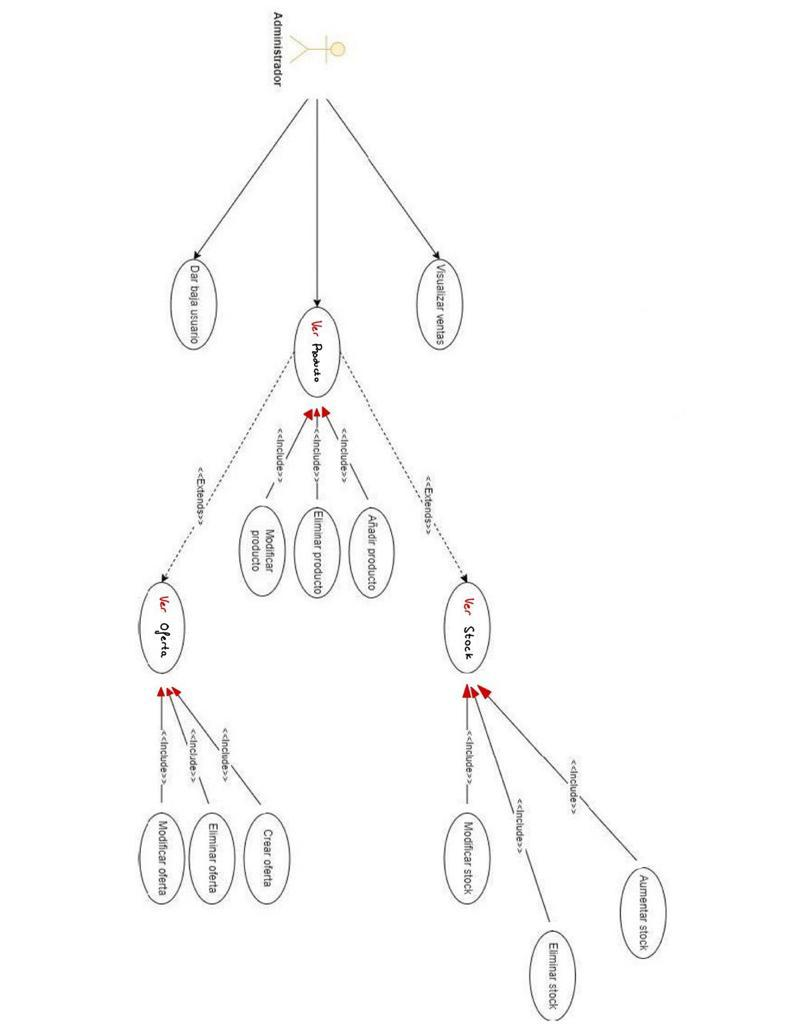 Administrador
Visualizar ventas
Dar baja usuario
Ver Producto
<<Extends>>
<<Extends>>
<<Include>>
<<Include>>
<<Include>>
Añadir producto
Eliminar producto
Modificar
producto
Ver Stock
Ver Oferta
<<Include>>
<<Include>>
<<Include>>
Aumentar stock
Eliminar stock
Modificar stock
<<Include>>
<<Include>>
<<Include>>
Crear oferta
Eliminar oferta
Modificar oferta